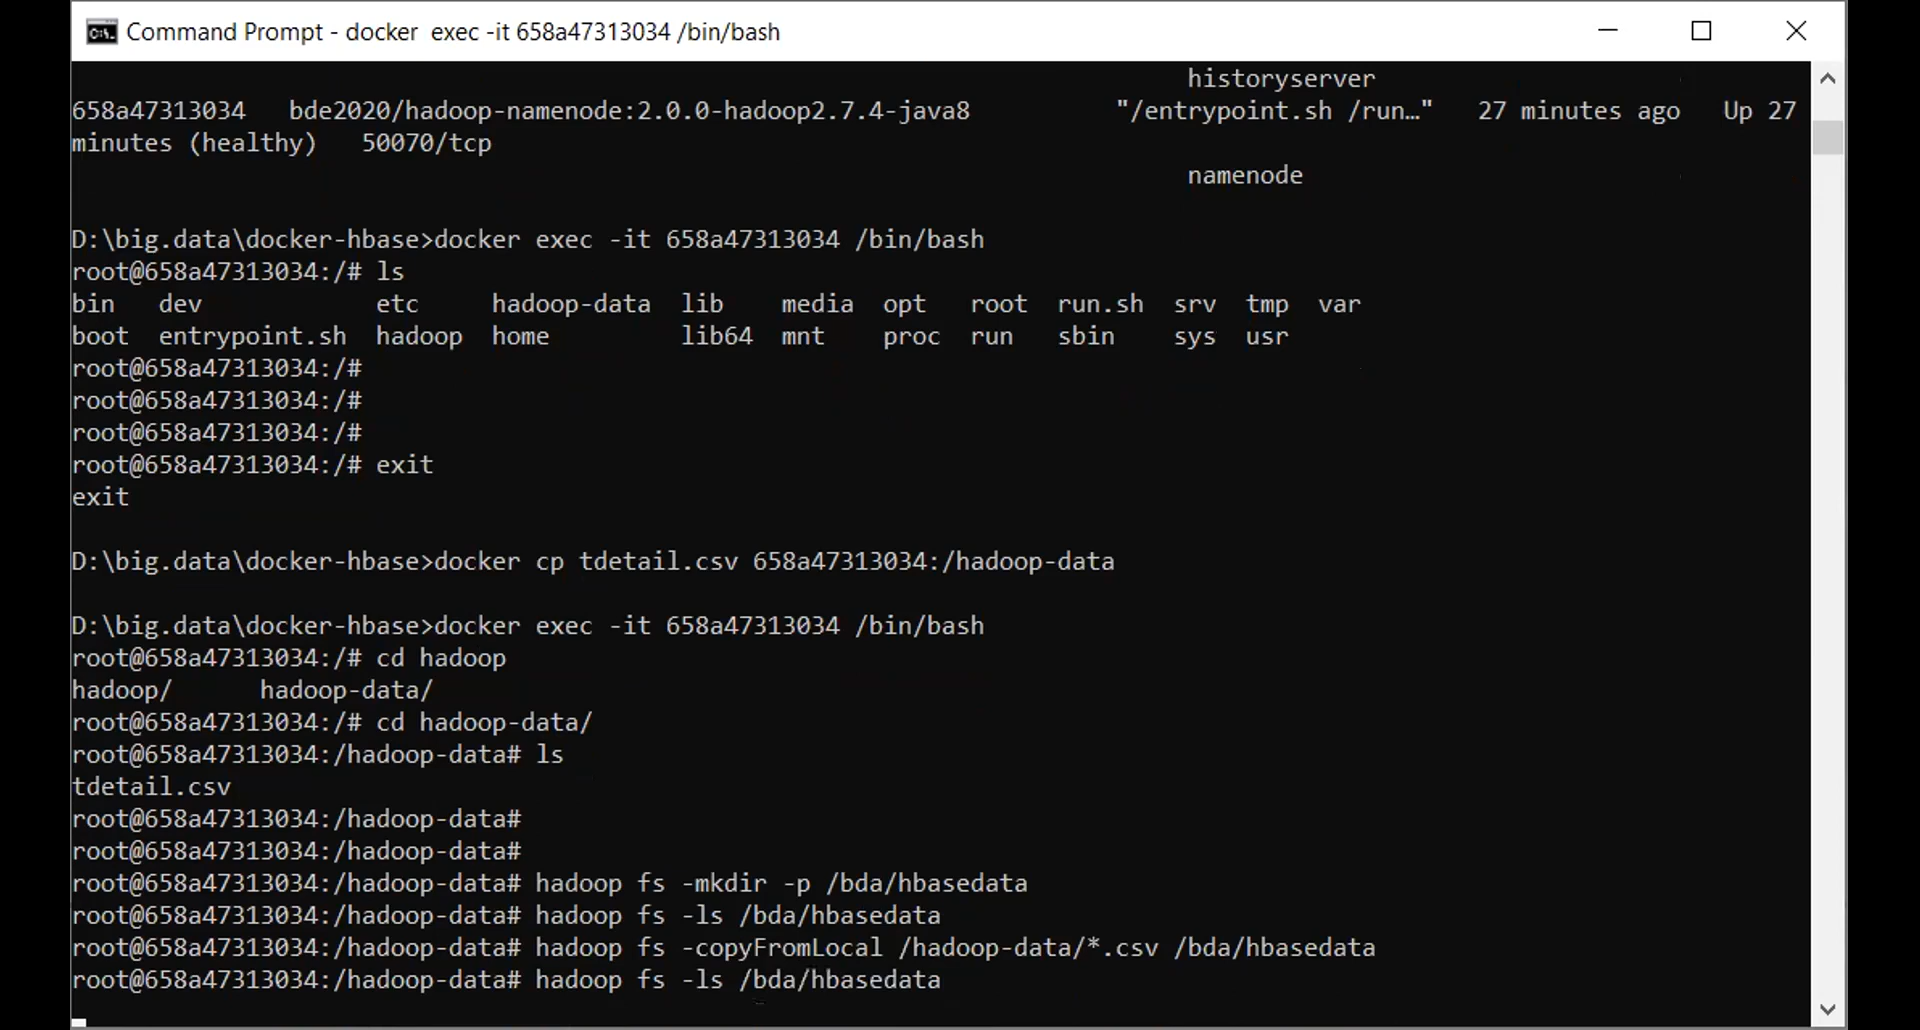 Command Prompt - docker  exec -it 658a47313034 /bin/bash
historyserver
658a47313034   bde2020/hadoop-namenode:2.0.0-hadoop2.7.4-java8          "/entrypoint.sh /run…"   27 minutes ago   Up 27
minutes (healthy)   50070/tcp
namenode
D:\big.data\docker-hbase>docker exec -it 658a47313034 /bin/bash
root@658a47313034:/# ls
bin   dev            etc     hadoop-data  lib    media  opt   root  run.sh  srv  tmp  var
boot  entrypoint.sh  hadoop  home         lib64  mnt    proc  run   sbin    sys  usr
root@658a47313034:/#
root@658a47313034:/#
root@658a47313034:/#
root@658a47313034:/# exit
exit
D:\big.data\docker-hbase>docker cp tdetail.csv 658a47313034:/hadoop-data
D:\big.data\docker-hbase>docker exec -it 658a47313034 /bin/bash
root@658a47313034:/# cd hadoop
hadoop/      hadoop-data/
root@658a47313034:/# cd hadoop-data/
root@658a47313034:/hadoop-data# ls
tdetail.csv
root@658a47313034:/hadoop-data#
root@658a47313034:/hadoop-data#
root@658a47313034:/hadoop-data# hadoop fs -mkdir -p /bda/hbasedata
root@658a47313034:/hadoop-data# hadoop fs -ls /bda/hbasedata
root@658a47313034:/hadoop-data# hadoop fs -copyFromLocal /hadoop-data/*.csv /bda/hbasedata
root@658a47313034:/hadoop-data# hadoop fs -ls /bda/hbasedata